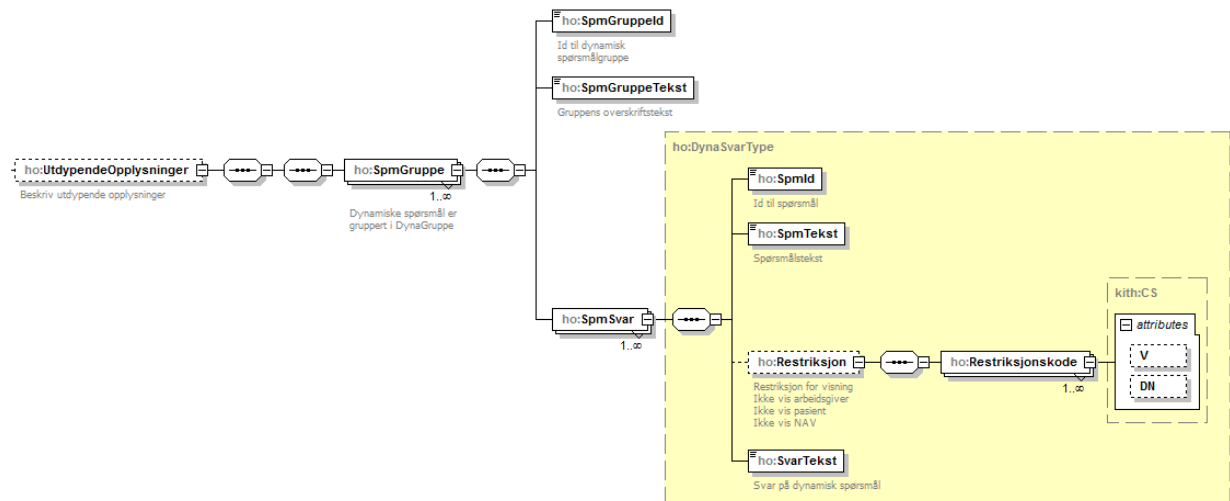 ho:SpmGruppeId
Id til dynamisk
spørsmålgruppe
ho:SpmGruppeTekst
Gruppens overskriftstekst
ho:UtdypendeOpplysninger
Beskriv utdypende opplysninger
ho:SpmGruppe
1..∞
Dynamiske spørsmål er
gruppert i DynaGruppe
ho:DynaSvarType
ho:SpmId
Id til spørsmål
ho:SpmTekst
Spørsmålstekst
ho:SpmSvar
1..∞
ho:Restriksjon
Restriksjon for visning
Ikke vis arbeidsgiver
Ikke vis pasient
Ikke vis NAV
ho:Restriksjonskode
1..∞
kith:CS
attributes
V
DN
ho:SvarTekst
Svar på dynamisk spørsmål